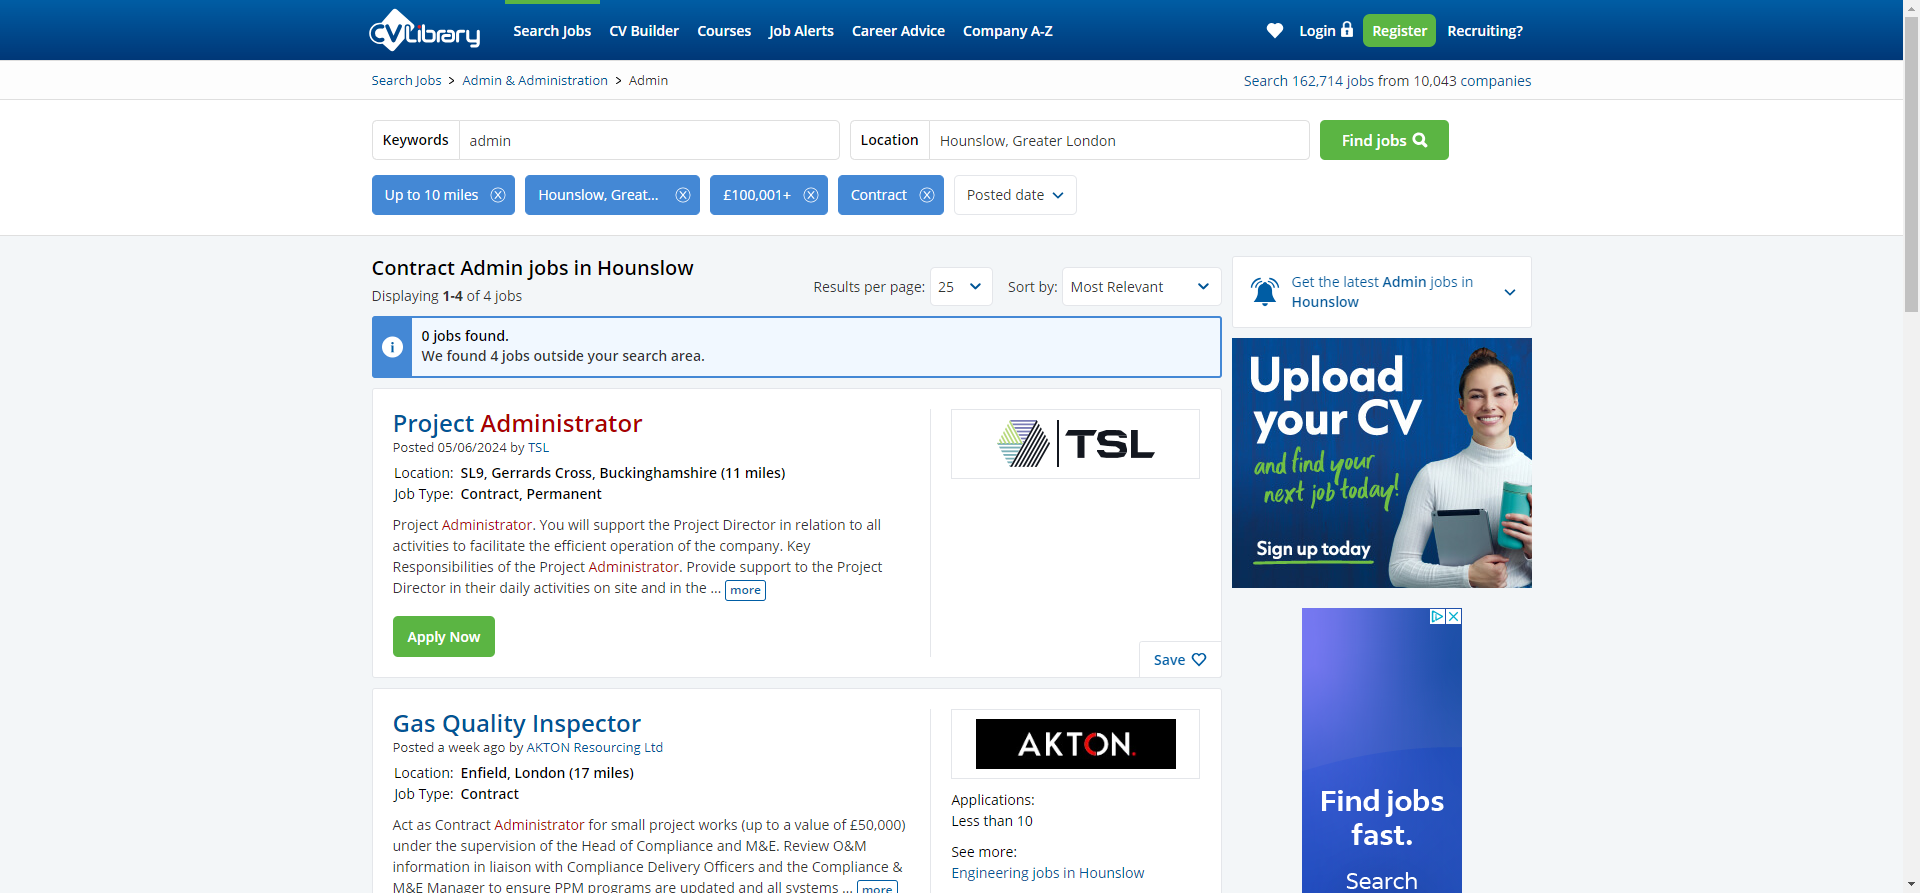 CV Library
Search Jobs
CV Builder
Courses
Job Alerts
Career Advice
Company A-Z
Login
Register
Recruiting?
Search Jobs > Admin & Administration > Admin
Search 162,714 jobs from 10,043 companies
Keywords
admin
Location
Hounslow, Greater London
Find jobs
Up to 10 miles
Hounslow, Great...
£100,001+
Contract
Posted date
Contract Admin jobs in Hounslow
Displaying 1-4 of 4 jobs
Results per page:
25
Sort by:
Most Relevant
0 jobs found.
We found 4 jobs outside your search area.
Project Administrator
Posted 05/06/2024 by TSL
Location: SL9, Gerrards Cross, Buckinghamshire (11 miles)
Job Type: Contract, Permanent
Project Administrator. You will support the Project Director in relation to all
activities to facilitate the efficient operation of the company. Key
Responsibilities of the Project Administrator. Provide support to the Project
Director in their daily activities on site and in the ... more
Apply Now
TSL
Save
Gas Quality Inspector
Posted a week ago by AKTON Resourcing Ltd
Location: Enfield, London (17 miles)
Job Type: Contract
Act as Contract Administrator for small project works (up to a value of £50,000)
under the supervision of the Head of Compliance and M&E. Review O&M
information in liaison with Compliance Delivery Officers and the Compliance &
M&E Manager to ensure PPM programs are updated and all systems ... more
AKTON.
Applications:
Less than 10
See more:
Engineering jobs in Hounslow
Get the latest Admin jobs in
Hounslow
Upload
your CV
and find your
next job today!
Sign up today
Find jobs
fast.
Search